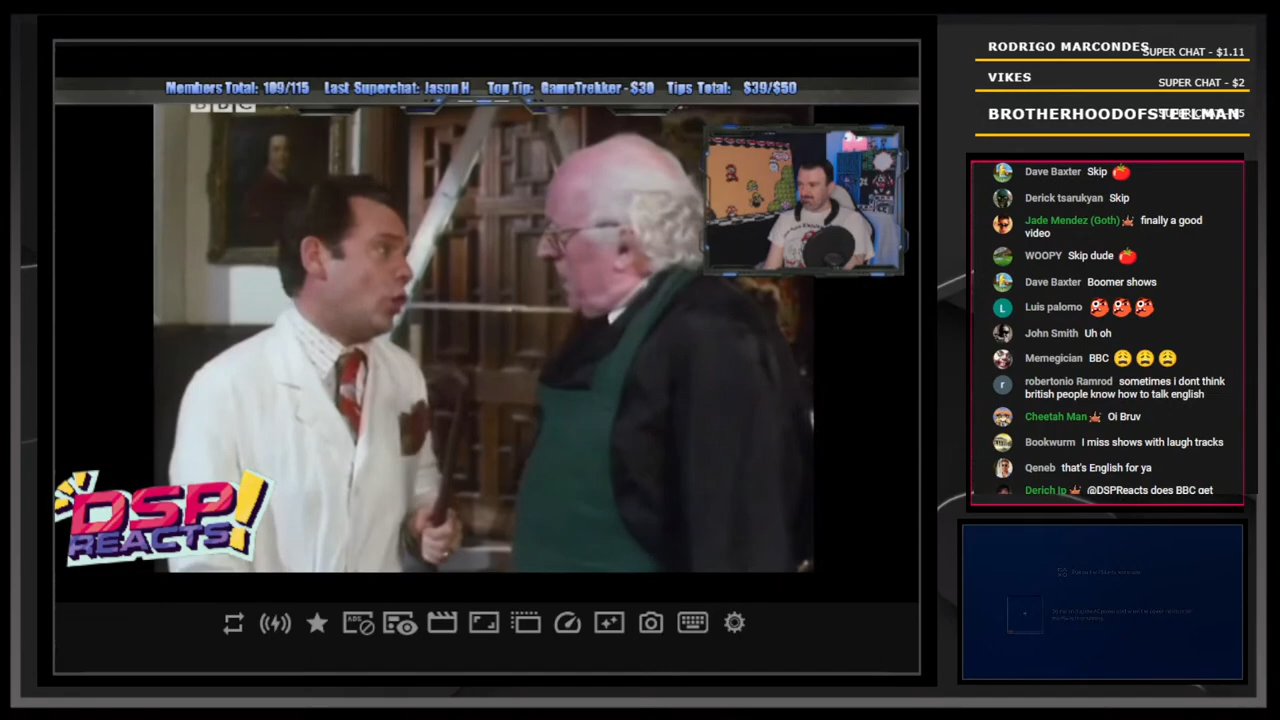 Members Total: 109/115 Last Superchat: Jason H Top Tip: GameTrekker - $30 Tips Total: $39/$50
BBC
DSP!
REACTS!
ADS
RODRIGO MARCONDES SUPER CHAT - $1.11
VIKES SUPER CHAT - $2
BROTHERHOODOFSTEELMAN
Dave Baxter Skip
Derick tsarukyan Skip
Jade Mendez (Goth) finally a good
video
WOOPY Skip dude
Dave Baxter Boomer shows
L Luis palomo
John Smith Uh oh
Memegician BBC
r robertonio Ramrod sometimes i dont think
british people know how to talk english
Cheetah Man Oi Bruv
Bookwurm I miss shows with laugh tracks
Qeneb that's English for ya
Derich Ip @DSPReacts does BBC get